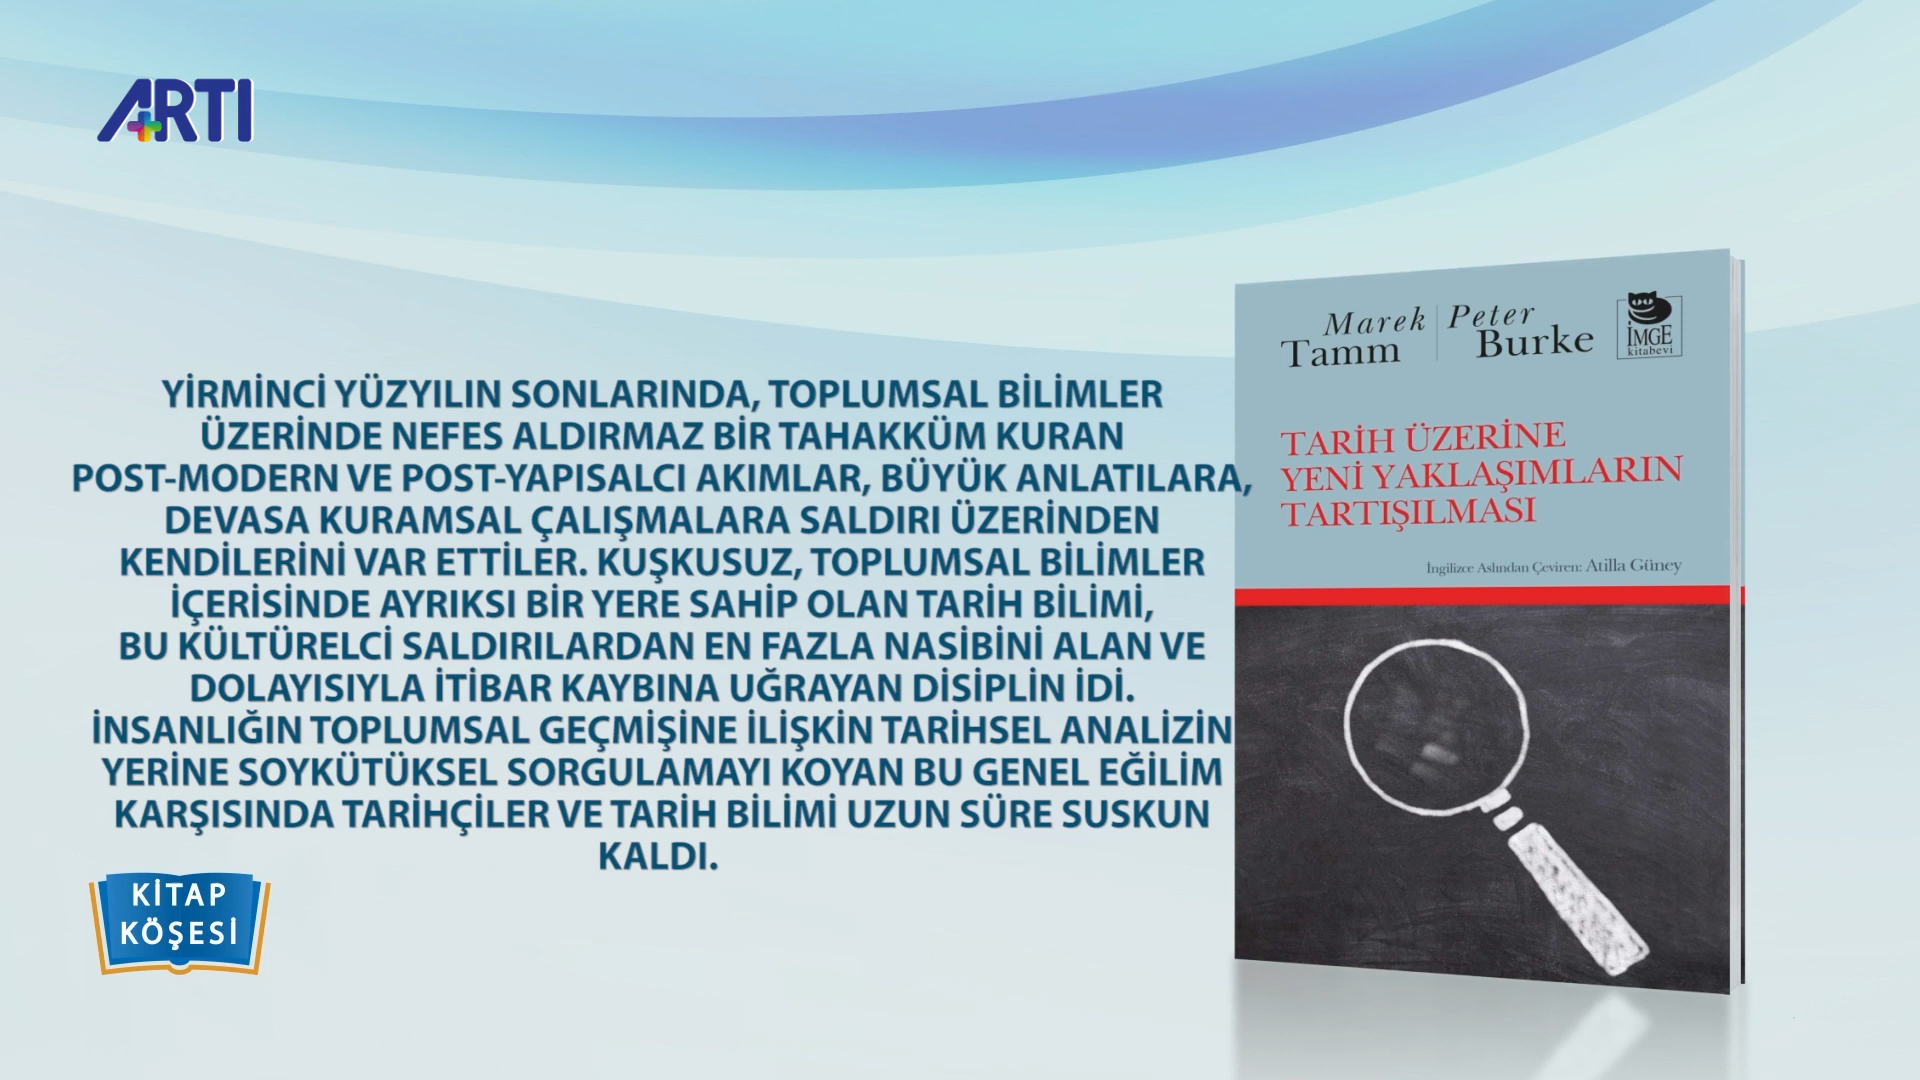 ARTI
YİRMİNCİ YÜZYILIN SONLARINDA, TOPLUMSAL BİLİMLER
ÜZERİNDE NEFES ALDIRMAZ BİR TAHAKKÜM KURAN
POST-MODERN VE POST-YAPISALCI AKIMLAR, BÜYÜK ANLATILARA,
DEVASA KURAMSAL ÇALIŞMALARA SALDIRI ÜZERİNDEN
KENDİLERİNİ VAR ETTİLER. KUŞKUSUZ, TOPLUMSAL BİLİMLER
İÇERİSİNDE AYRIKSI BİR YERE SAHİP OLAN TARİH BİLİMİ,
BU KÜLTÜRELCİ SALDIRILARDAN EN FAZLA NASİBİNİ ALAN VE
DOLAYISIYLA İTİBAR KAYBINA UĞRAYAN DİSİPLİN İDİ.
İNSANLIĞIN TOPLUMSAL GEÇMİŞİNE İLİŞKİN TARİHSEL ANALİZİN
YERİNE SOYKÜTÜKSEL SORGULAMAYI KOYAN BU GENEL EĞİLİM
KARŞISINDA TARİHÇİLER VE TARİH BİLİMİ UZUN SÜRE SUSKUN
KALDI.
KİTAP
KÖŞESİ
Marek Tamm
Peter Burke
İMGE
kitabevi
TARİH ÜZERİNE
YENİ YAKLAŞIMLARIN
TARTIŞILMASI
İngilizce Aslından Çeviren: Atilla Güney